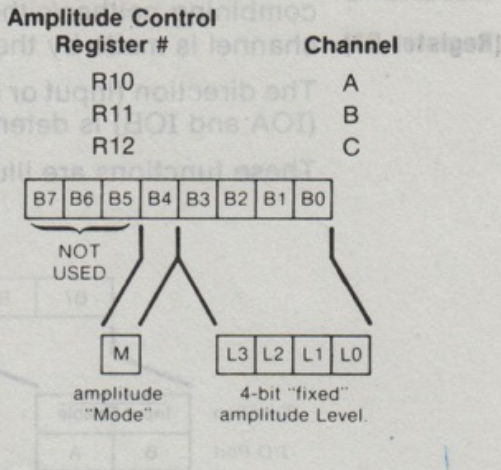 Amplitude Control
Register # Channel
R10 A
R11 B
R12 C
B7 B6 B5 B4 B3 B2 B1 B0
NOT
USED
M L3 L2 L1 L0
amplitude 4-bit "fixed"
"Mode" amplitude Level.